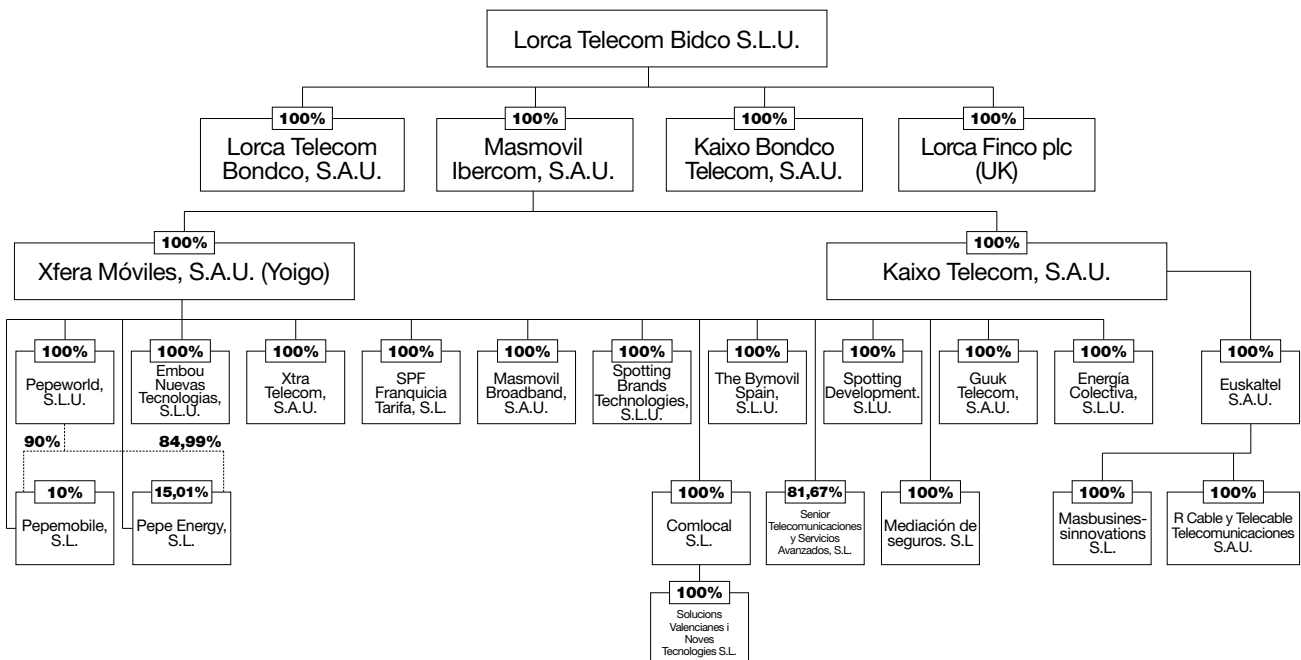 Lorca Telecom Bidco S.L.U.
100%
Lorca Telecom
Bondco, S.A.U.
100%
Masmovil
Ibercom, S.A.U.
100%
Kaixo Bondco
Telecom, S.A.U.
100%
Lorca Finco plc
(UK)
100%
Xfera Móviles, S.A.U. (Yoigo)
100%
Kaixo Telecom, S.A.U.
100%
Pepeworld,
S.L.U.
100%
Embou
Nuevas
Tecnologias,
S.L.U.
100%
Xtra
Telecom,
S.A.U.
100%
SPF
Franquicia
Tarifa, S.L.
100%
Masmovil
Broadband,
S.A.U.
100%
Spotting
Brands
Technologies,
S.L.U.
100%
The Bymovil
Spain,
S.L.U.
100%
Spotting
Development.
S.LU.
100%
Guuk
Telecom,
S.A.U.
100%
Energía
Colectiva,
S.L.U.
100%
Euskaltel
S.A.U.
90%
84,99%
10%
Pepemobile,
S.L.
15,01%
Pepe Energy,
S.L.
100%
Comlocal
S.L.
81,67%
Senior
Telecomunicaciones
y Servicios
Avanzados, S.L.
100%
Mediación de
seguros. S.L
100%
Masbusines-
sinnovations
S.L.
100%
R Cable y Telecable
Telecomunicaciones
S.A.U.
100%
Solucions
Valencianes i
Noves
Tecnologies S.L.